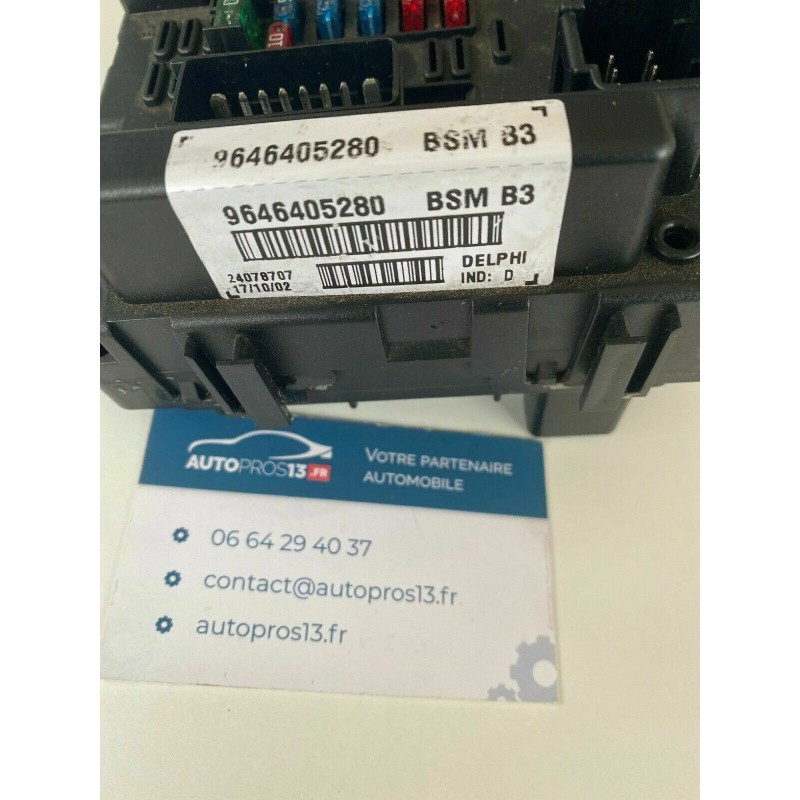 10
9646405280 BSM B3
9646405280 BSM B3
24078707
17/10/02
DELPHI
IND: D
AUTOPROS13.FR
VOTRE PARTENAIRE
AUTOMOBILE
06 64 29 40 37
contact@autopros13.fr
autopros13.fr